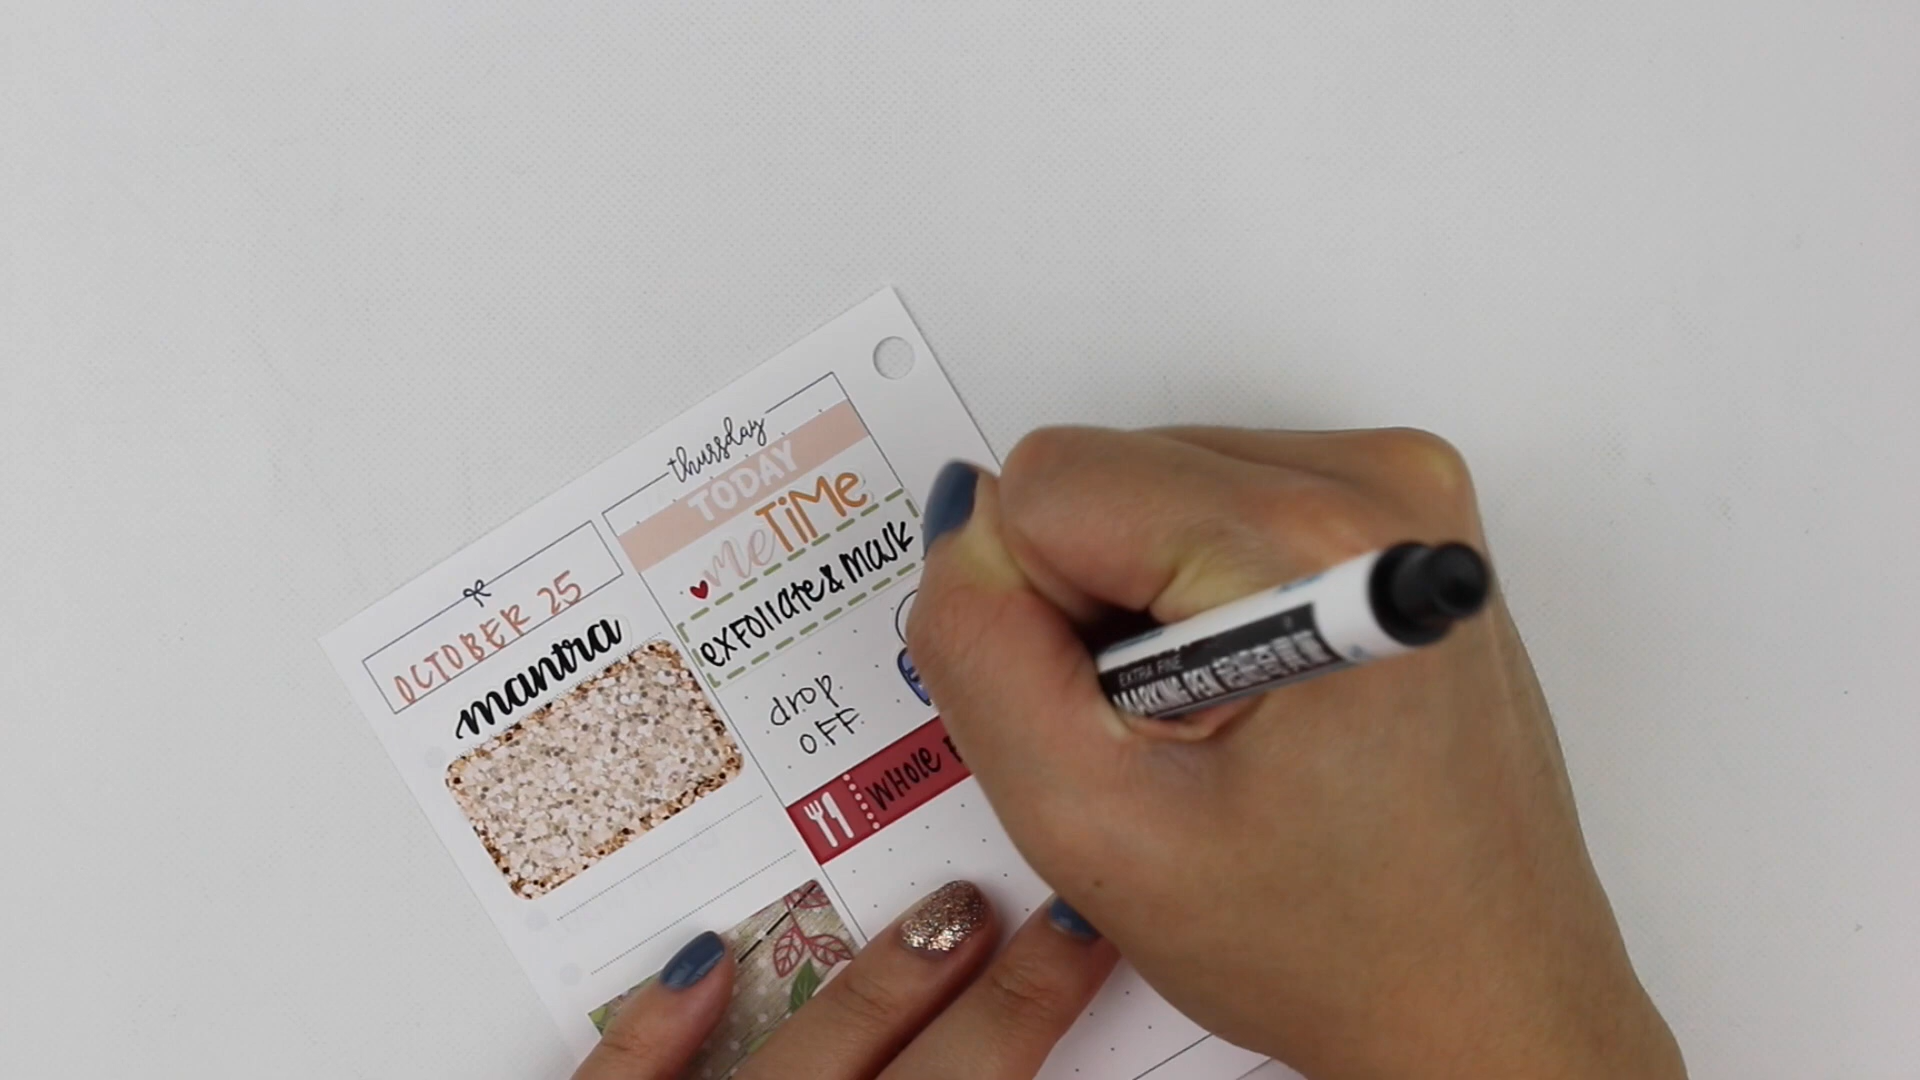 thursday
TODAY
meTiMe
exfoliate & mask
OCTOBER 25
mantra
drop
OFF
WHOLE
EXTRA FINE
MARKING PEN